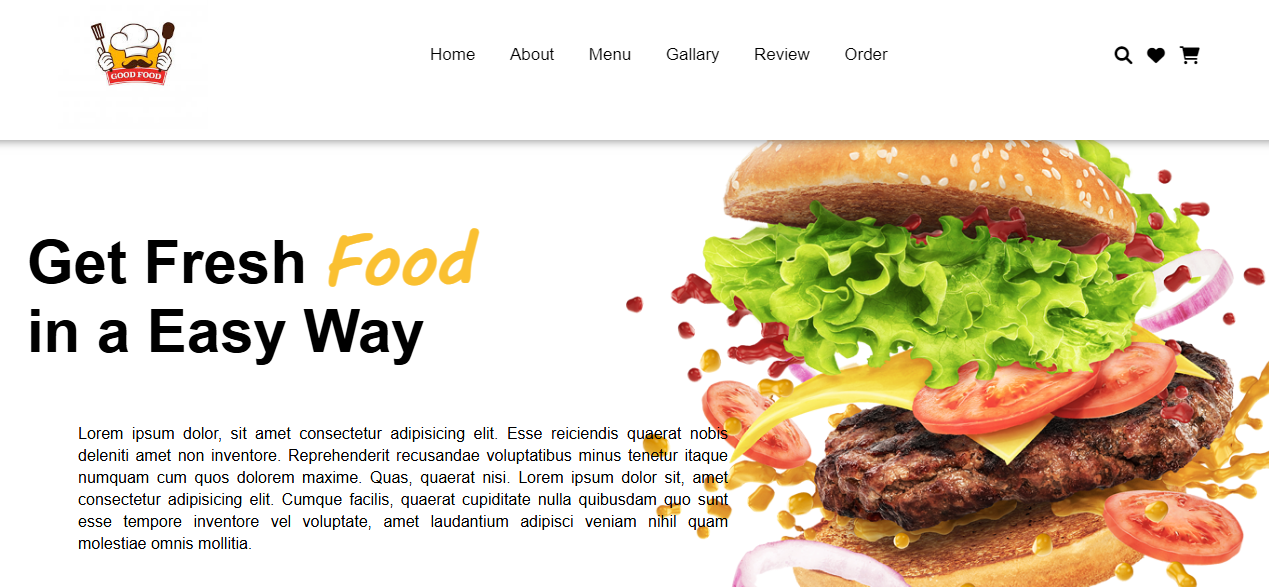 GOOD FOOD
Home About Menu Gallary Review Order
Get Fresh Food
in a Easy Way
Lorem ipsum dolor, sit amet consectetur adipisicing elit. Esse reiciendis quaerat nobis
deleniti amet non inventore. Reprehenderit recusandae voluptatibus minus tenetur itaque
numquam cum quos dolorem maxime. Quas, quaerat nisi. Lorem ipsum dolor sit, amet
consectetur adipisicing elit. Cumque facilis, quaerat cupiditate nulla quibusdam quo sunt
esse tempore inventore vel voluptate, amet laudantium adipisci veniam nihil quam
molestiae omnis mollitia.